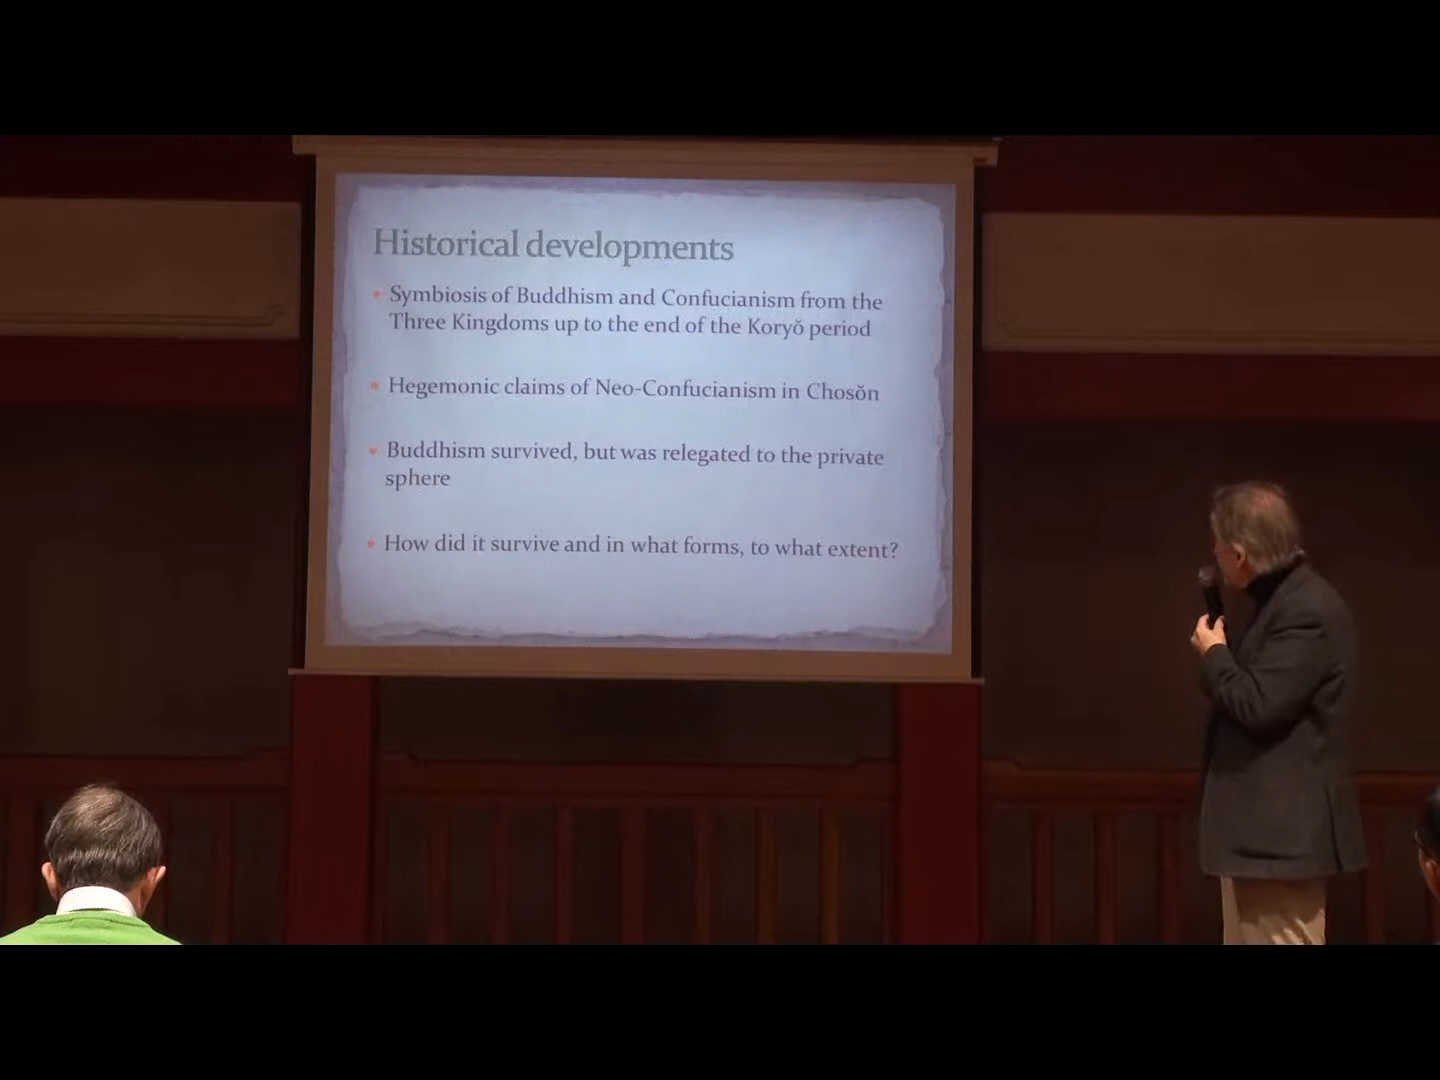 Historical developments
Symbiosis of Buddhism and Confucianism from the
Three Kingdoms up to the end of the Koryŏ period
Hegemonic claims of Neo-Confucianism in Chosŏn
Buddhism survived, but was relegated to the private
sphere
How did it survive and in what forms, to what extent?